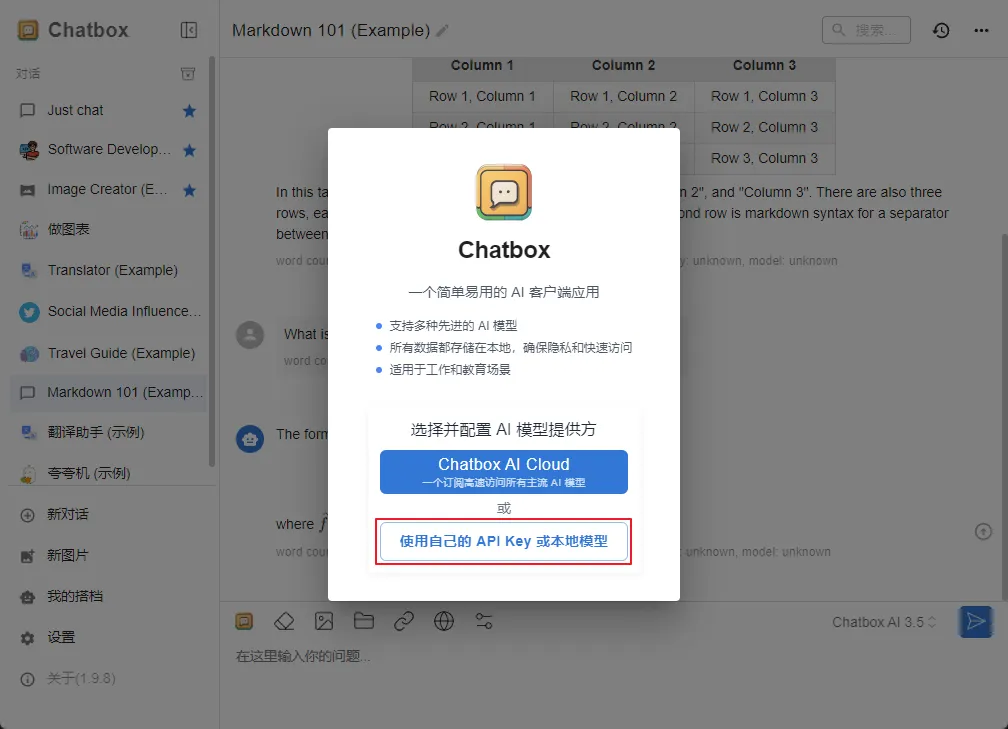 Chatbox
Markdown 101 (Example)
搜索...
对话
Just chat
Software Develop...
Image Creator (E...
做图表
Translator (Example)
Social Media Influence...
Travel Guide (Example)
Markdown 101 (Examp...
翻译助手 (示例)
夸夸机 (示例)
新对话
新图片
我的搭档
设置
关于(1.9.8)
Column 1 Column 2 Column 3
Row 1, Column 1 Row 1, Column 2 Row 1, Column 3
Row 2, Column 1 Row 2, Column 2 Row 2, Column 3
Row 3, Column 3
In this ta n 2", and "Column 3". There are also three
rows, ea ond row is markdown syntax for a separator
between
word cou y: unknown, model: unknown
What is
word co
The form
where f
word cou unknown, model: unknown
Chatbox
一个简单易用的 AI 客户端应用
支持多种先进的 AI 模型
所有数据都存储在本地，确保隐私和快速访问
适用于工作和教育场景
选择并配置 AI 模型提供方
Chatbox AI Cloud
一个订阅高速访问所有主流 AI 模型
或
使用自己的 API Key 或本地模型
Chatbox AI 3.5
在这里输入你的问题...